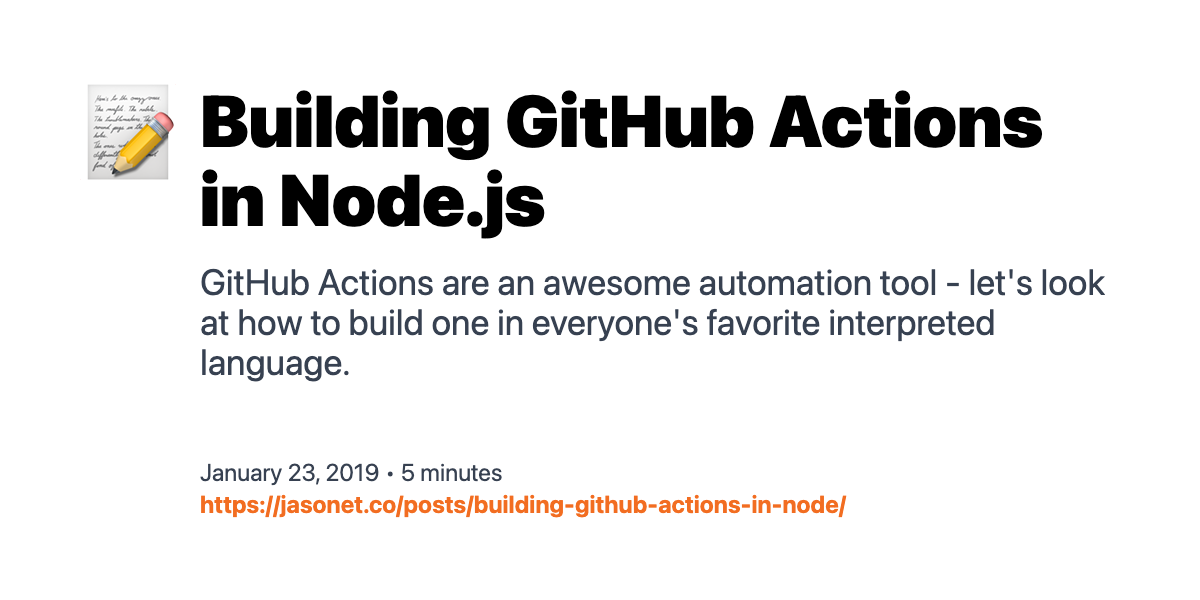 Building GitHub Actions
in Node.js
GitHub Actions are an awesome automation tool - let's look
at how to build one in everyone's favorite interpreted
language.
January 23, 2019 • 5 minutes
https://jasonet.co/posts/building-github-actions-in-node/